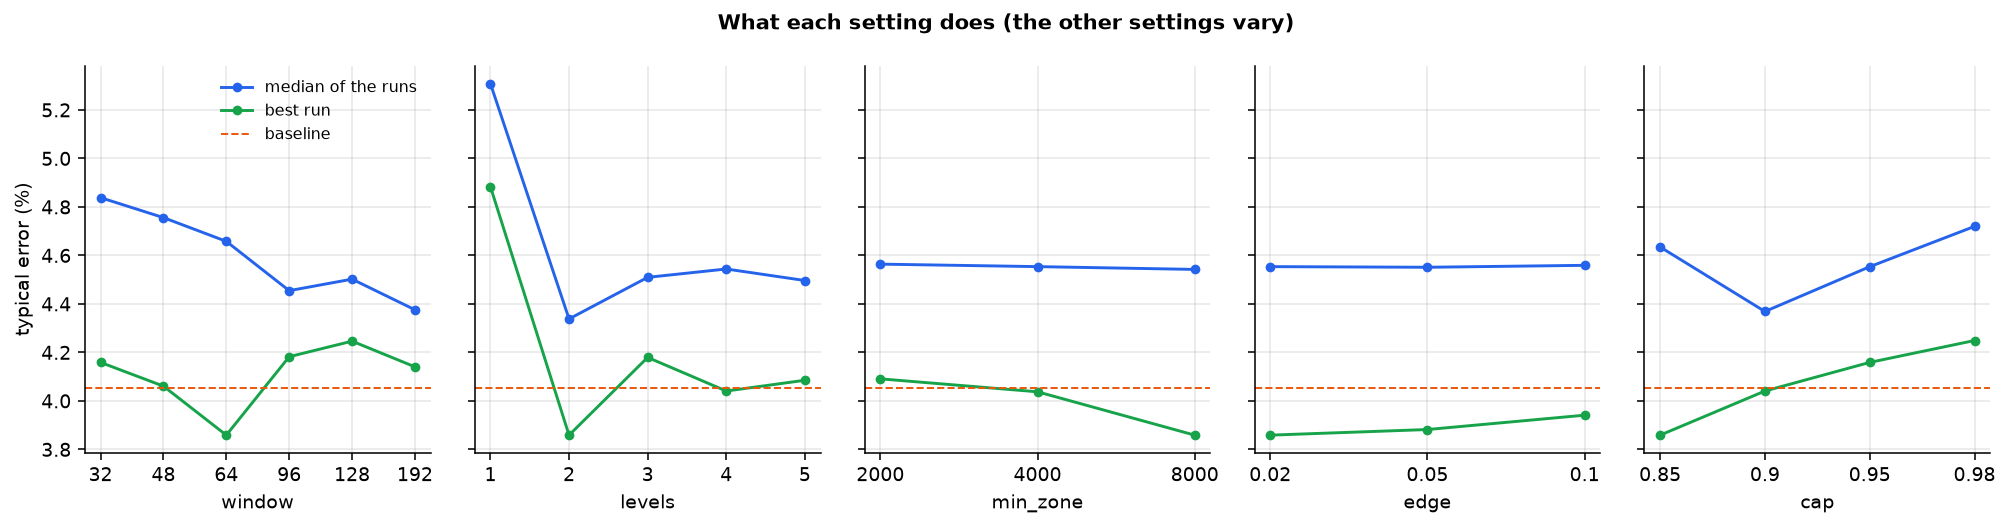 What each setting does (the other settings vary)
median of the runs
best run
baseline
typical error (%)
5.2
5.0
4.8
4.6
4.4
4.2
4.0
3.8
32 48 64 96 128 192
window
1 2 3 4 5
levels
2000 4000 8000
min_zone
0.02 0.05 0.1
edge
0.85 0.9 0.95 0.98
cap